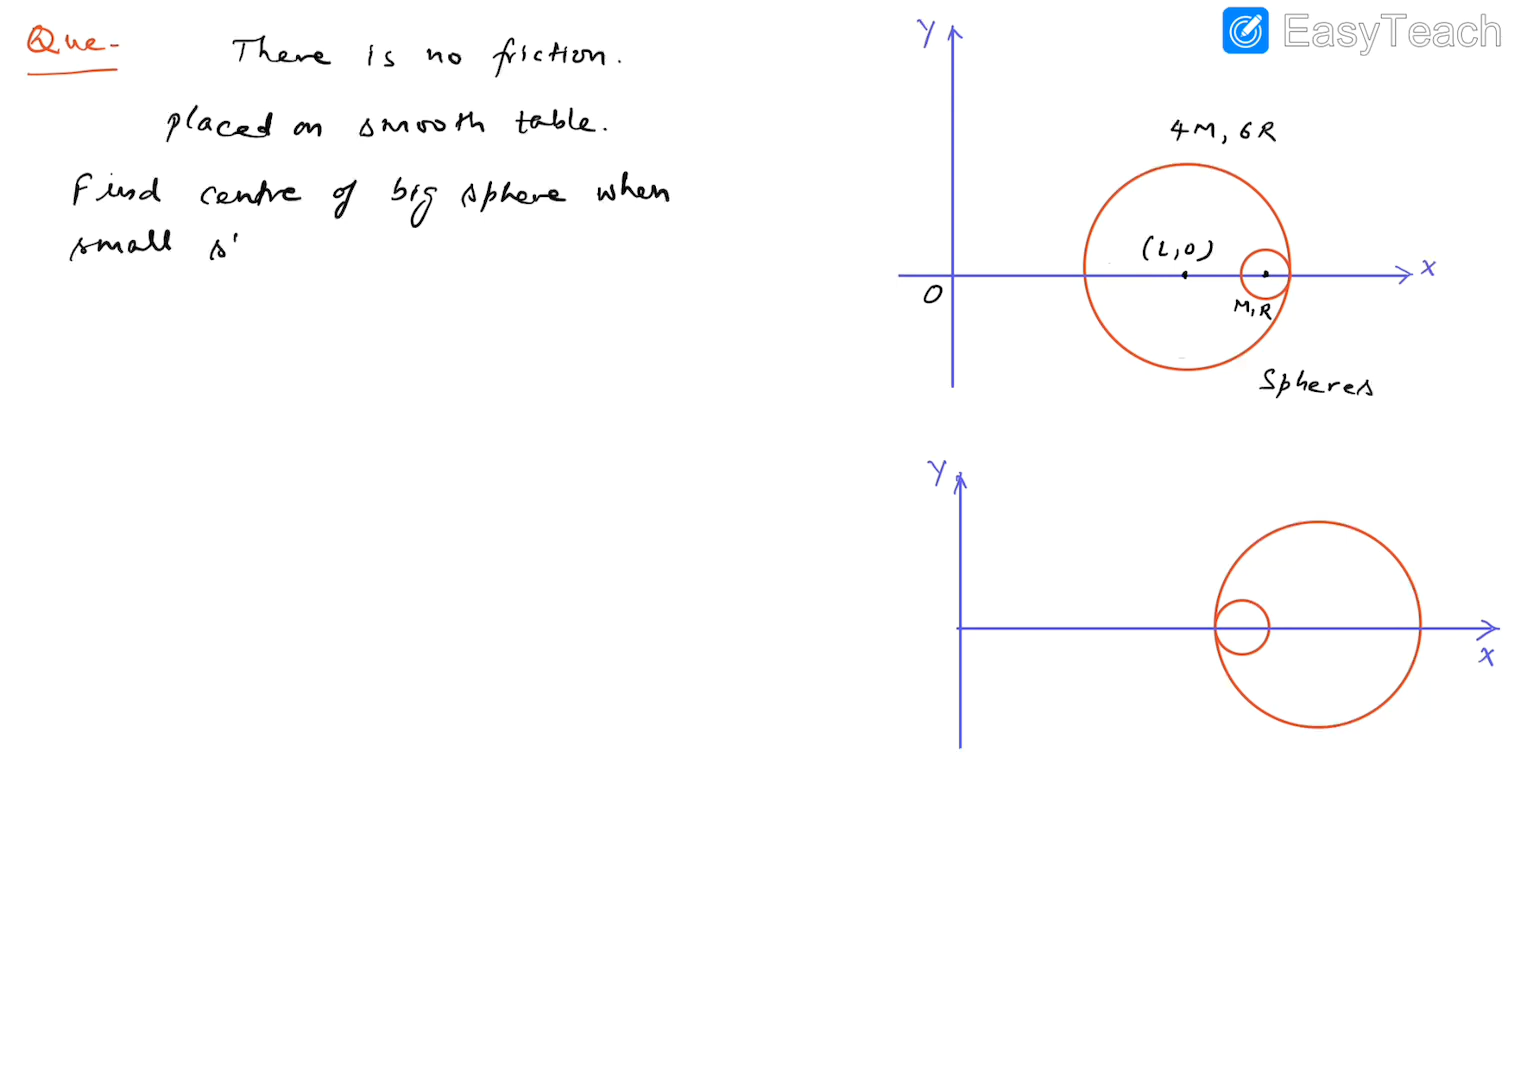 Que- There is no friction.
placed on smooth table.
Find centre of big sphere when
small s
Y
EasyTeach
4M, 6R
(L,0)
X
O
M,R
Spheres
Y
X